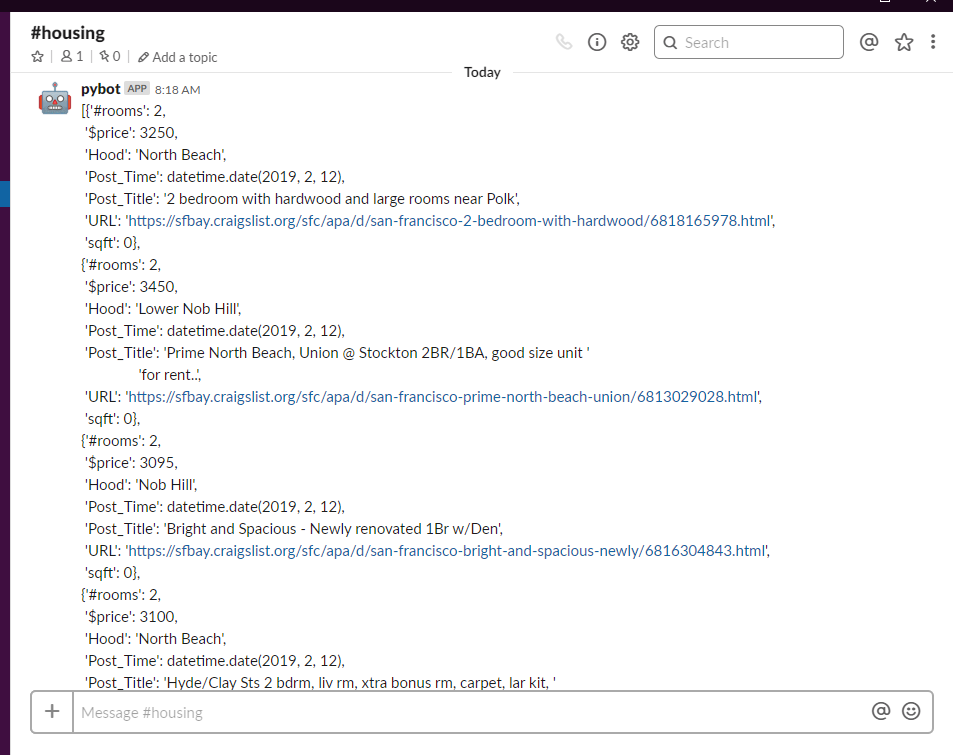 #housing
1 | 0 | Add a topic
Search
Today
pybot APP 8:18 AM
[{'#rooms': 2,
'$price': 3250,
'Hood': 'North Beach',
'Post_Time': datetime.date(2019, 2, 12),
'Post_Title': '2 bedroom with hardwood and large rooms near Polk',
'URL': 'https://sfbay.craigslist.org/sfc/apa/d/san-francisco-2-bedroom-with-hardwood/6818165978.html',
'sqft': 0},
{'#rooms': 2,
'$price': 3450,
'Hood': 'Lower Nob Hill',
'Post_Time': datetime.date(2019, 2, 12),
'Post_Title': 'Prime North Beach, Union @ Stockton 2BR/1BA, good size unit '
'for rent..',
'URL': 'https://sfbay.craigslist.org/sfc/apa/d/san-francisco-prime-north-beach-union/6813029028.html',
'sqft': 0},
{'#rooms': 2,
'$price': 3095,
'Hood': 'Nob Hill',
'Post_Time': datetime.date(2019, 2, 12),
'Post_Title': 'Bright and Spacious - Newly renovated 1Br w/Den',
'URL': 'https://sfbay.craigslist.org/sfc/apa/d/san-francisco-bright-and-spacious-newly/6816304843.html',
'sqft': 0},
{'#rooms': 2,
'$price': 3100,
'Hood': 'North Beach',
'Post_Time': datetime.date(2019, 2, 12),
'Post_Title': 'Hyde/Clay Sts 2 bdrm, liv rm, xtra bonus rm, carpet, lar kit, '
Message #housing